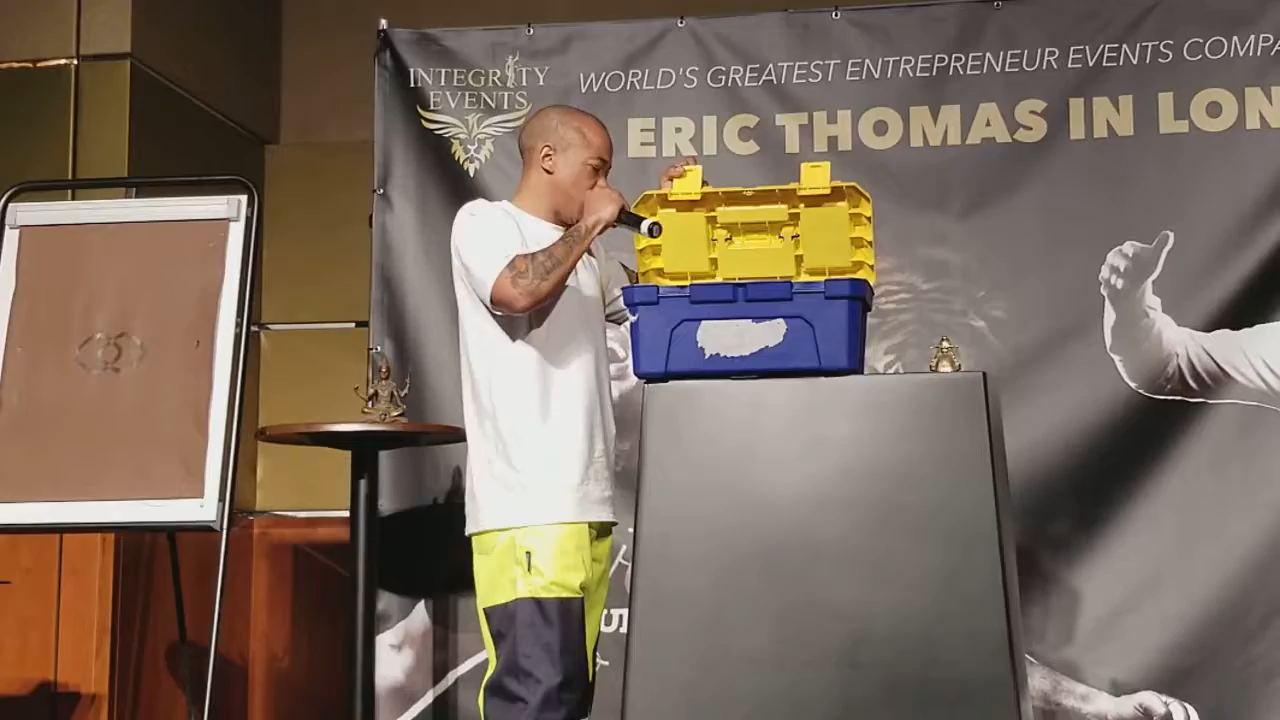 INTEGRITY
EVENTS
WORLD'S GREATEST ENTREPRENEUR EVENTS COMPA
ERIC THOMAS IN LON